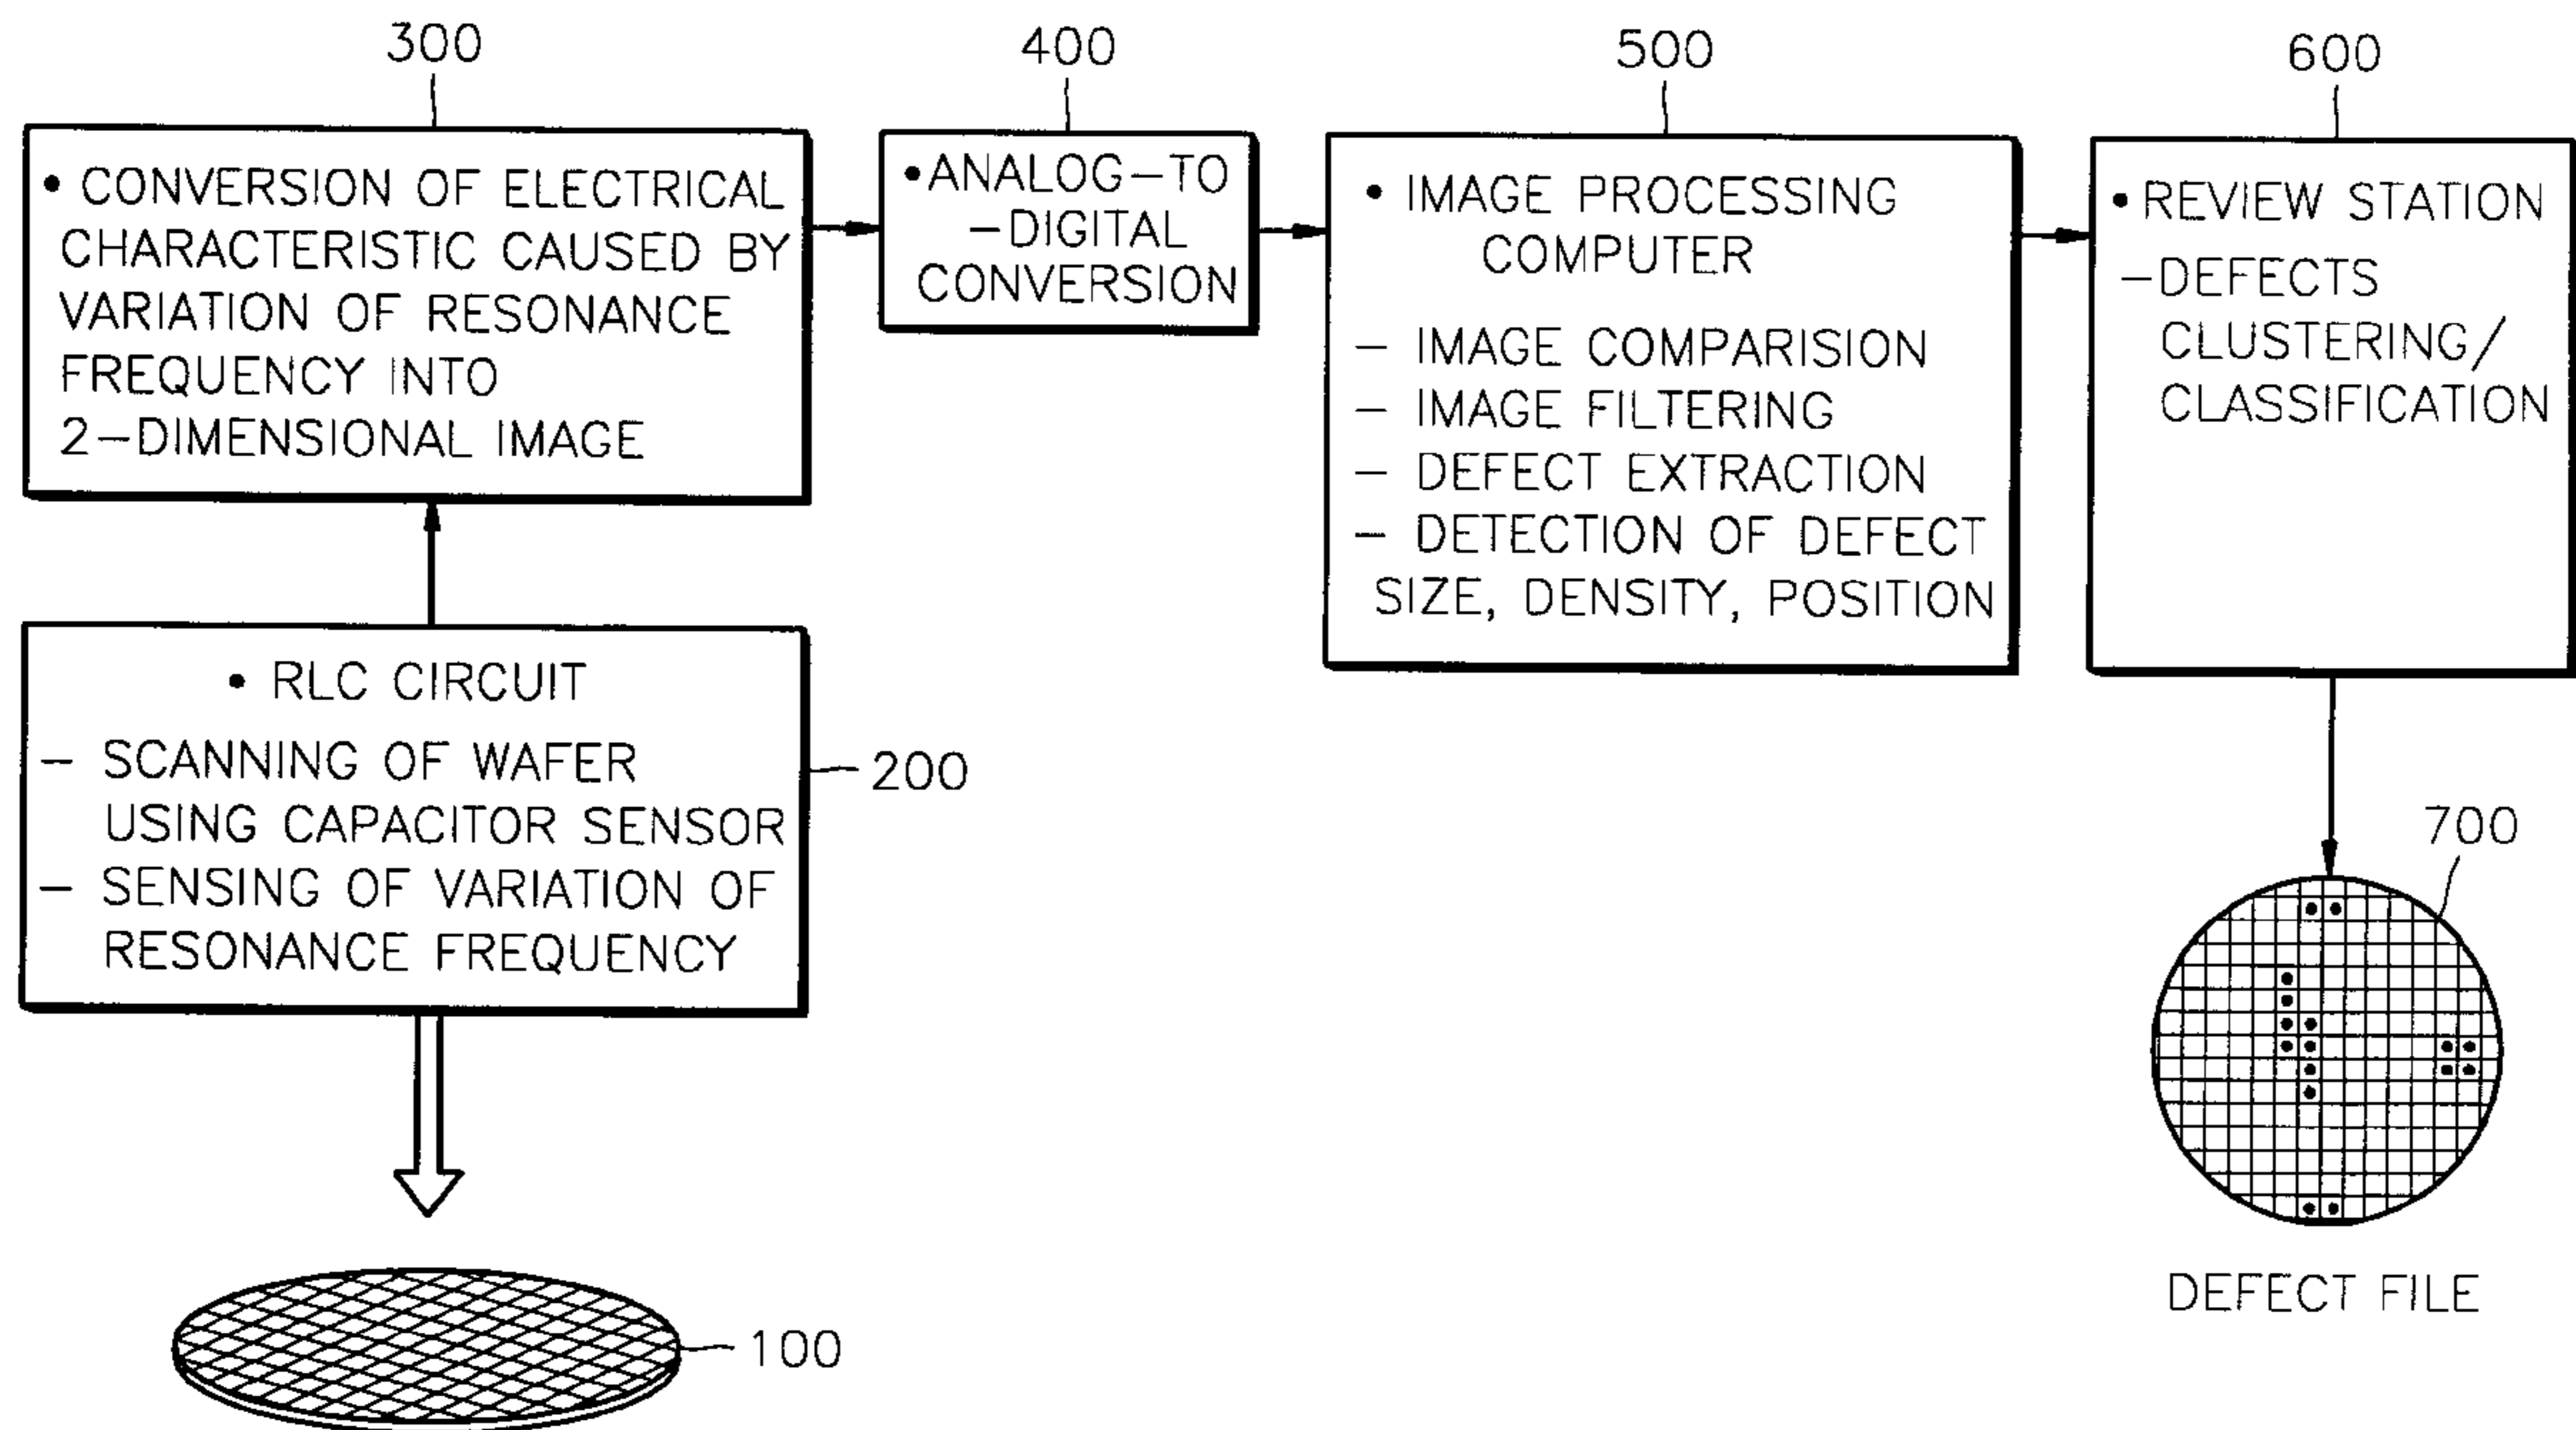 300
• CONVERSION OF ELECTRICAL
CHARACTERISTIC CAUSED BY
VARIATION OF RESONANCE
FREQUENCY INTO
2-DIMENSIONAL IMAGE
400
• ANALOG-TO
-DIGITAL
CONVERSION
500
• IMAGE PROCESSING
COMPUTER
- IMAGE COMPARISION
- IMAGE FILTERING
- DEFECT EXTRACTION
- DETECTION OF DEFECT
SIZE, DENSITY, POSITION
600
• REVIEW STATION
-DEFECTS
CLUSTERING/
CLASSIFICATION
• RLC CIRCUIT
- SCANNING OF WAFER
USING CAPACITOR SENSOR
- SENSING OF VARIATION OF
RESONANCE FREQUENCY
200
700
DEFECT FILE
100